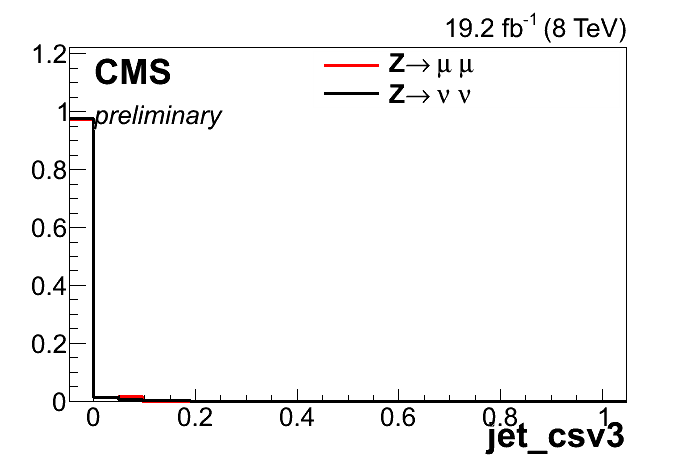 19.2 fb⁻¹ (8 TeV)
CMS
preliminary
Z→ μ μ
Z→ ν ν
1.2
1
0.8
0.6
0.4
0.2
0
0 0.2 0.4 0.6 0.8 1
jet_csv3